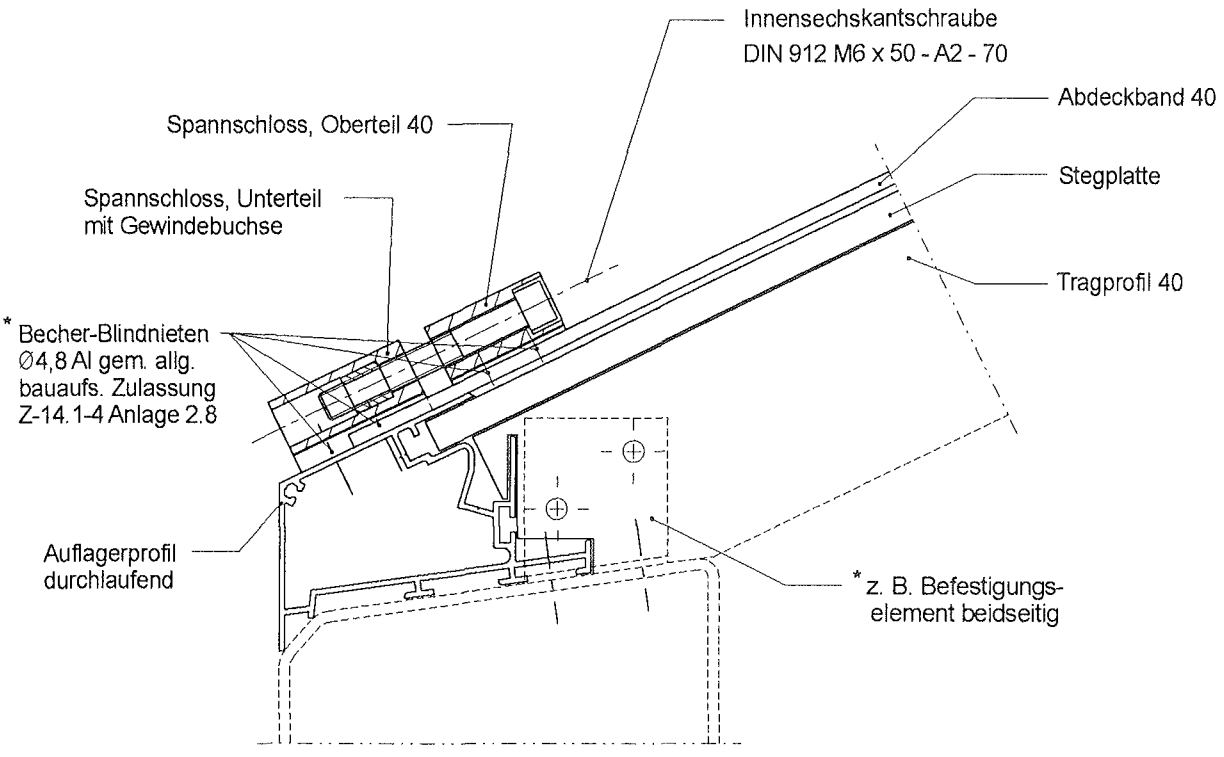 Innensechskantschraube
DIN 912 M6 x 50 - A2 - 70
Abdeckband 40
Spannschloss, Oberteil 40
Stegplatte
Spannschloss, Unterteil
mit Gewindebuchse
Tragprofil 40
* Becher-Blindnieten
Ø4,8 Al gem. allg.
bauaufs. Zulassung
Z-14.1-4 Anlage 2.8
Auflagerprofil
durchlaufend
* z. B. Befestigungs-
element beidseitig